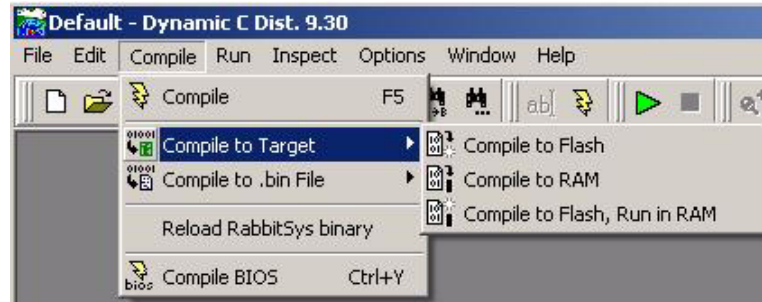 Default - Dynamic C Dist. 9.30
File Edit Compile Run Inspect Options Window Help
Compile F5
Compile to Target
Compile to .bin File
Reload RabbitSys binary
Compile BIOS Ctrl+Y
Compile to Flash
Compile to RAM
Compile to Flash, Run in RAM